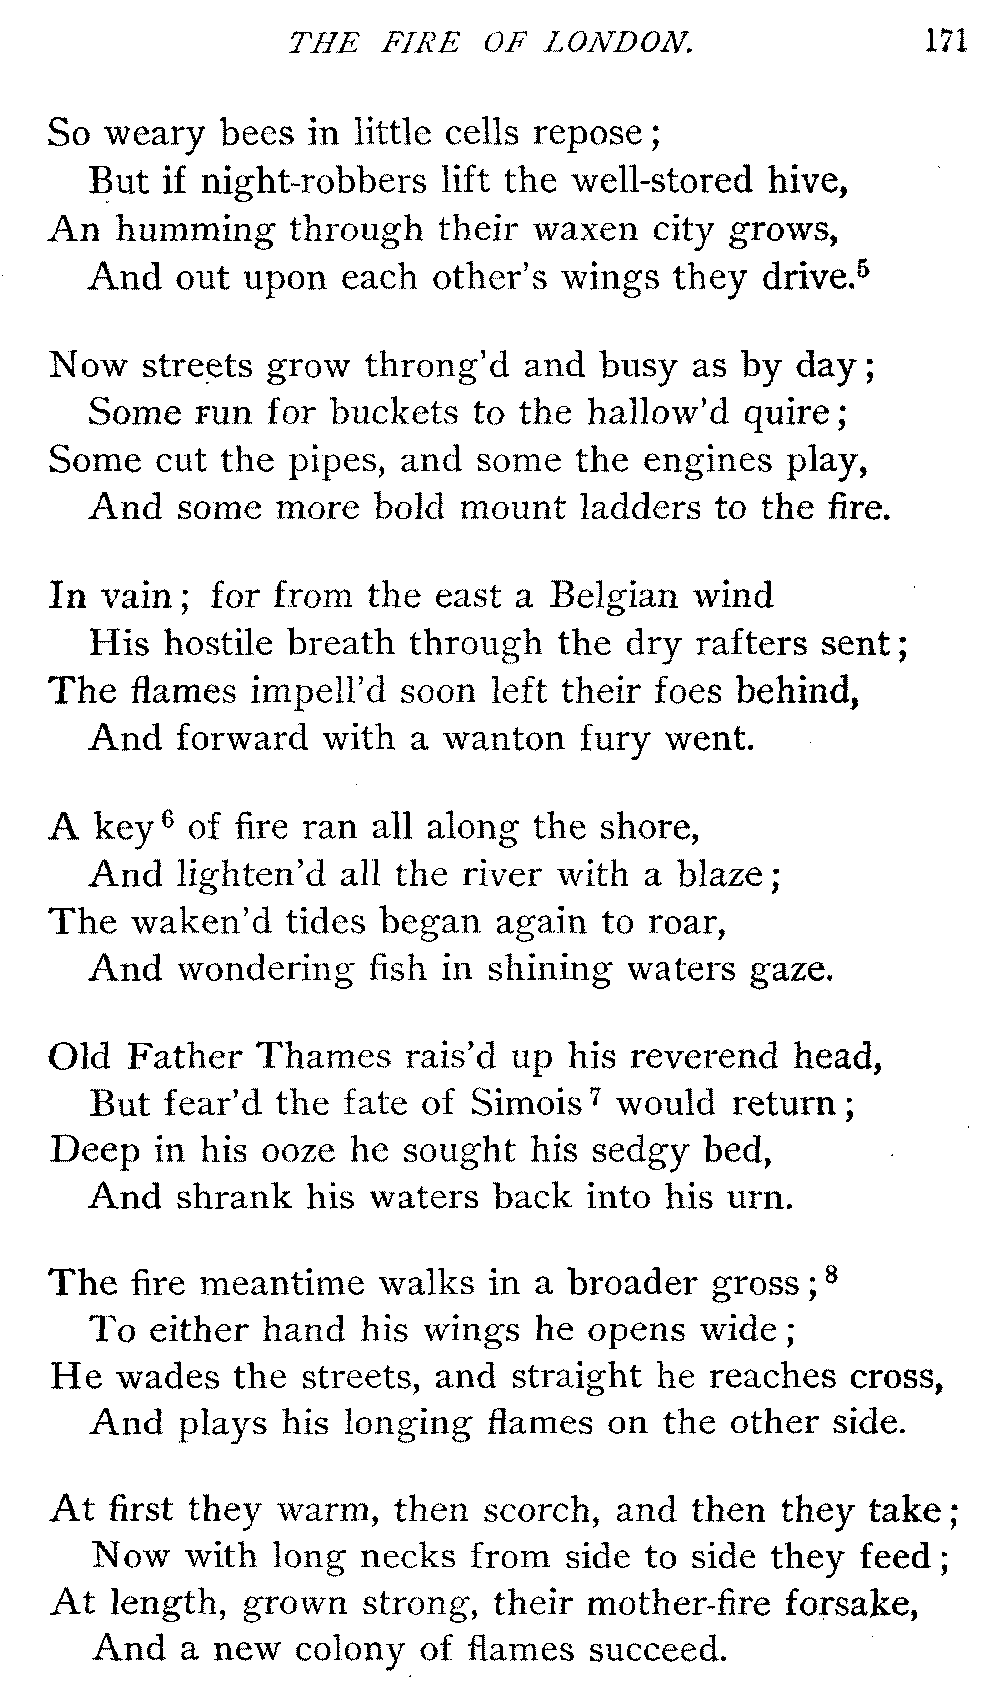 THE FIRE OF LONDON. 171
So weary bees in little cells repose;
But if night-robbers lift the well-stored hive,
An humming through their waxen city grows,
And out upon each other's wings they drive.⁵
Now streets grow throng'd and busy as by day;
Some run for buckets to the hallow'd quire;
Some cut the pipes, and some the engines play,
And some more bold mount ladders to the fire.
In vain; for from the east a Belgian wind
His hostile breath through the dry rafters sent;
The flames impell'd soon left their foes behind,
And forward with a wanton fury went.
A key⁶ of fire ran all along the shore,
And lighten'd all the river with a blaze;
The waken'd tides began again to roar,
And wondering fish in shining waters gaze.
Old Father Thames rais'd up his reverend head,
But fear'd the fate of Simois⁷ would return;
Deep in his ooze he sought his sedgy bed,
And shrank his waters back into his urn.
The fire meantime walks in a broader gross;⁸
To either hand his wings he opens wide;
He wades the streets, and straight he reaches cross,
And plays his longing flames on the other side.
At first they warm, then scorch, and then they take;
Now with long necks from side to side they feed;
At length, grown strong, their mother-fire forsake,
And a new colony of flames succeed.